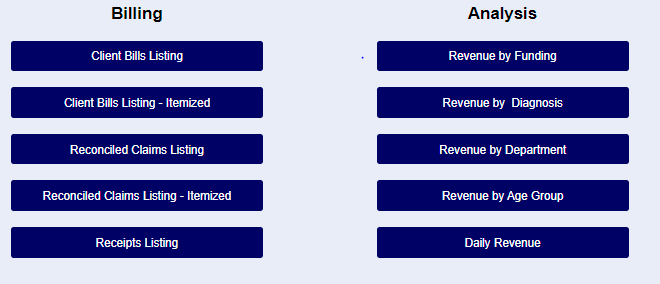 Billing
Client Bills Listing
Client Bills Listing - Itemized
Reconciled Claims Listing
Reconciled Claims Listing - Itemized
Receipts Listing
Analysis
Revenue by Funding
Revenue by  Diagnosis
Revenue by Department
Revenue by Age Group
Daily Revenue